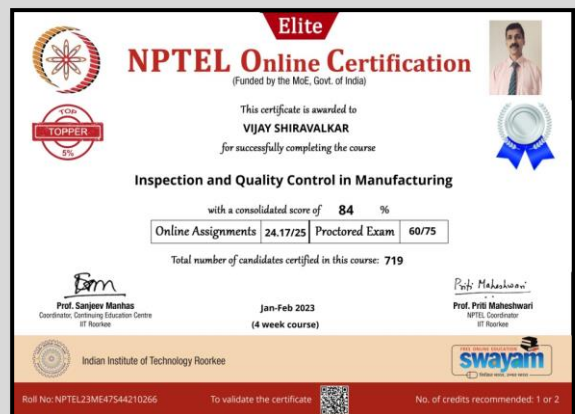 Elite
NPTEL Online Certification
(Funded by the MoE, Govt. of India)
TOP
TOPPER
5%
This certificate is awarded to
VIJAY SHIRAVALKAR
for successfully completing the course
Inspection and Quality Control in Manufacturing
with a consolidated score of 84 %
Online Assignments 24.17/25 Proctored Exam 60/75
Total number of candidates certified in this course: 719
Priti Maheshwari
Prof. Sanjeev Manhas
Coordinator, Continuing Education Centre
IIT Roorkee
Jan-Feb 2023
(4 week course)
Prof. Priti Maheshwari
NPTEL Coordinator
IIT Roorkee
Indian Institute of Technology Roorkee
FREE ONLINE EDUCATION
swayam
Roll No: NPTEL23ME47S44210266 To validate the certificate No. of credits recommended: 1 or 2